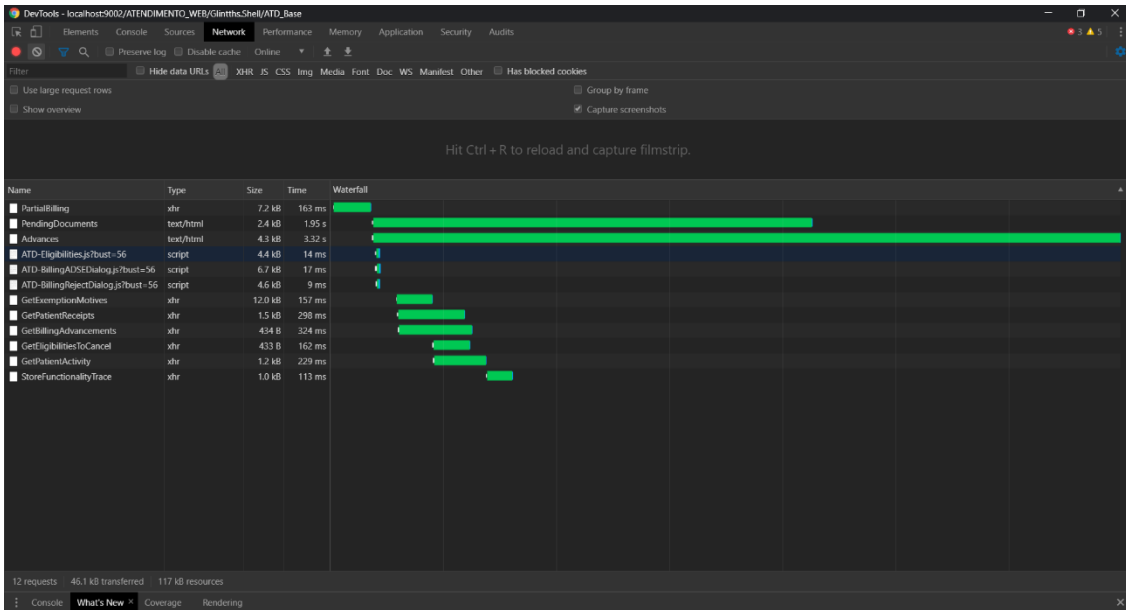 DevTools - localhost:9002/ATENDIMENTO_WEB/Glintths.Shell/ATD_Base
Elements Console Sources Network Performance Memory Application Security Audits 3 5
Preserve log Disable cache Online
Filter Hide data URLs All XHR JS CSS Img Media Font Doc WS Manifest Other Has blocked cookies
Use large request rows Group by frame
Show overview Capture screenshots
Hit Ctrl + R to reload and capture filmstrip.
Name Type Size Time Waterfall
PartialBilling xhr 7.2 kB 163 ms
PendingDocuments text/html 2.4 kB 1.95 s
Advances text/html 4.3 kB 3.32 s
ATD-Eligibilities.js?bust=56 script 4.4 kB 14 ms
ATD-BillingADSEDialog.js?bust=56 script 6.7 kB 17 ms
ATD-BillingRejectDialog.js?bust=56 script 4.6 kB 9 ms
GetExemptionMotives xhr 12.0 kB 157 ms
GetPatientReceipts xhr 1.5 kB 298 ms
GetBillingAdvancements xhr 434 B 324 ms
GetEligibilitiesToCancel xhr 433 B 162 ms
GetPatientActivity xhr 1.2 kB 229 ms
StoreFunctionalityTrace xhr 1.0 kB 113 ms
12 requests 46.1 kB transferred 117 kB resources
Console What's New × Coverage Rendering